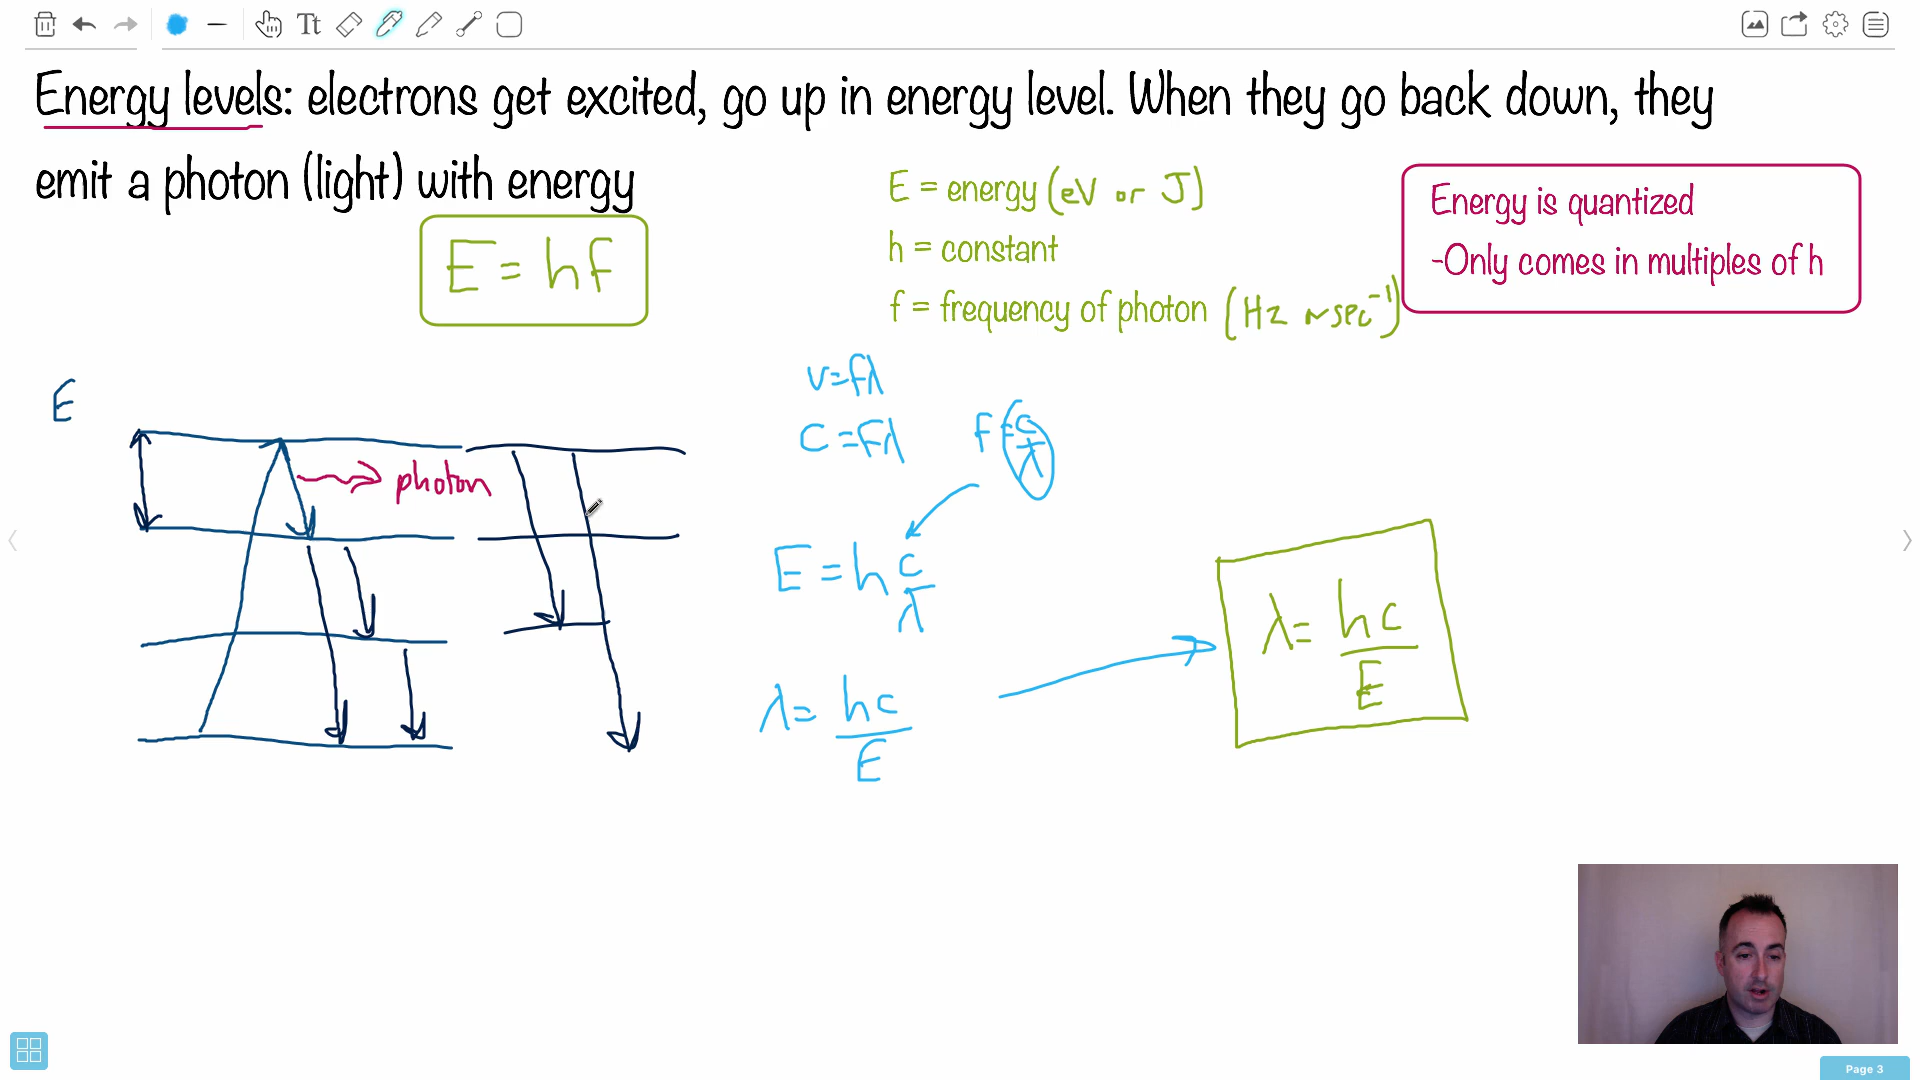 Tt
Energy levels: electrons get excited, go up in energy level. When they go back down, they
emit a photon (light) with energy
E = hf
E = energy (eV or J)
h = constant
f = frequency of photon (Hz ~ sec⁻¹)
Energy is quantized
-Only comes in multiples of h
E
photon
v=fλ
c=fλ
f=c/λ
E=h c/λ
λ=hc/E
λ=hc/E
Page 3